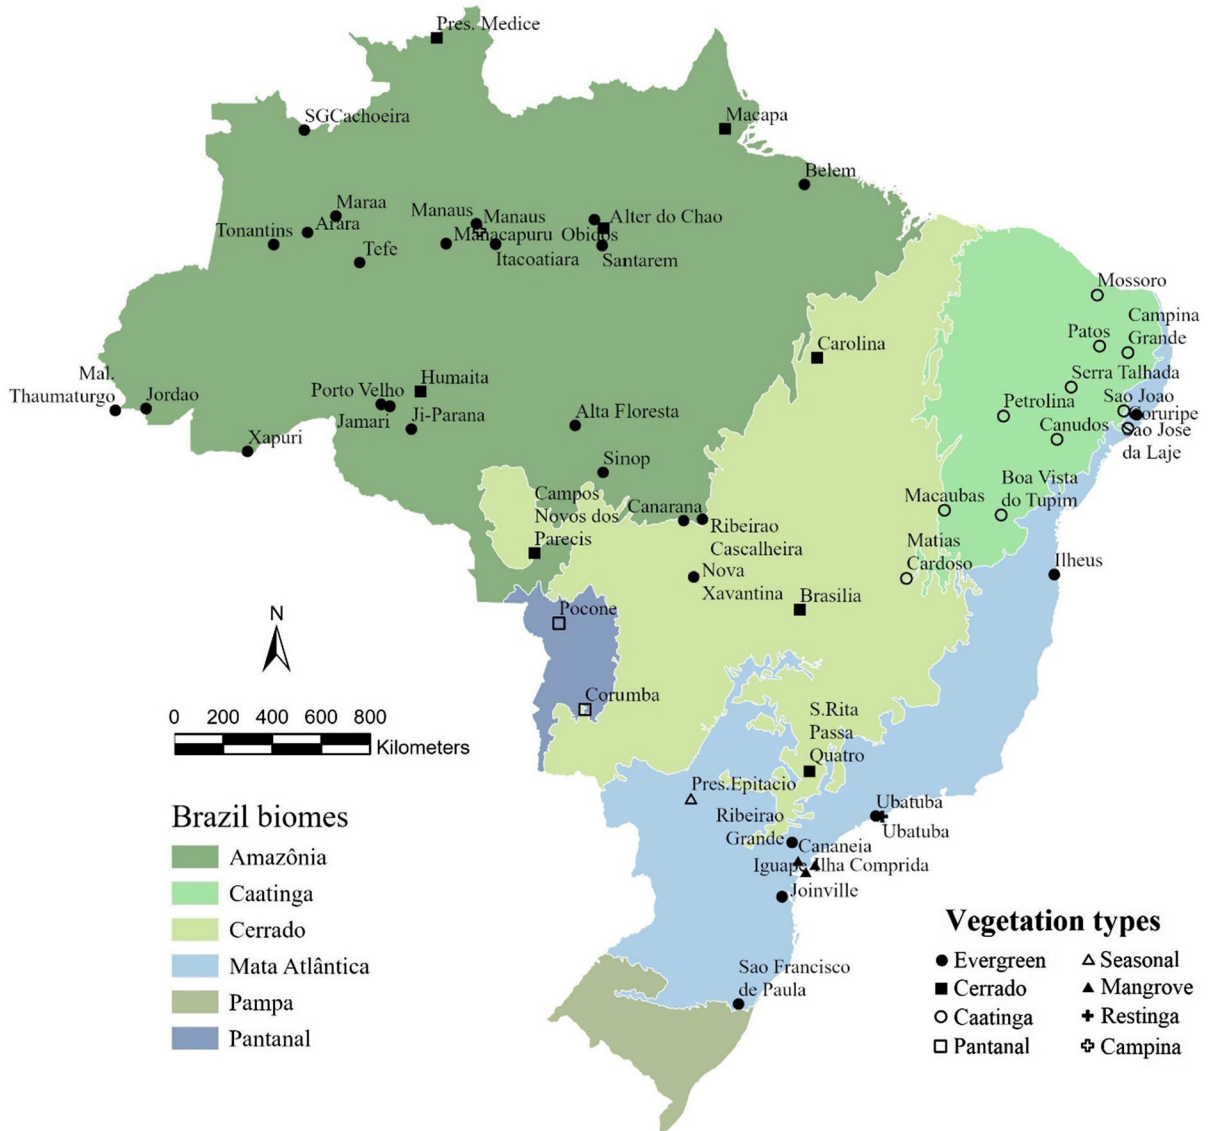 Pres. Medice
SGCachoeira
Macapa
Belem
Maraa
Manaus
Manaus
Alter do Chao
Tonantins
Arara
Manacapuru
Obidos
Tefe
Itacoatiara
Santarem
Mossoro
Campina
Grande
Patos
Carolina
Mal.
Thaumaturgo
Jordao
Porto Velho
Humaita
Serra Talhada
Jamari
Ji-Parana
Alta Floresta
Petrolina
Sao Joao
Coruripe
Canudos
Sao Jose
da Laje
Xapuri
Sinop
Boa Vista
do Tupim
Campos
Novos dos
Parecis
Canarana
Macaubas
Ribeirao
Cascalheira
Matias
Cardoso
Ilheus
Nova
Xavantina
Brasilia
Pocone
N
Corumba
S.Rita
Passa
Quatro
0 200 400 600 800
Kilometers
Pres.Epitacio
Ribeirao
Grande
Ubatuba
Ubatuba
Cananeia
Iguape
Ilha Comprida
Joinville
Sao Francisco
de Paula
Brazil biomes
Amazônia
Caatinga
Cerrado
Mata Atlântica
Pampa
Pantanal
Vegetation types
Evergreen
Seasonal
Cerrado
Mangrove
Caatinga
Restinga
Pantanal
Campina